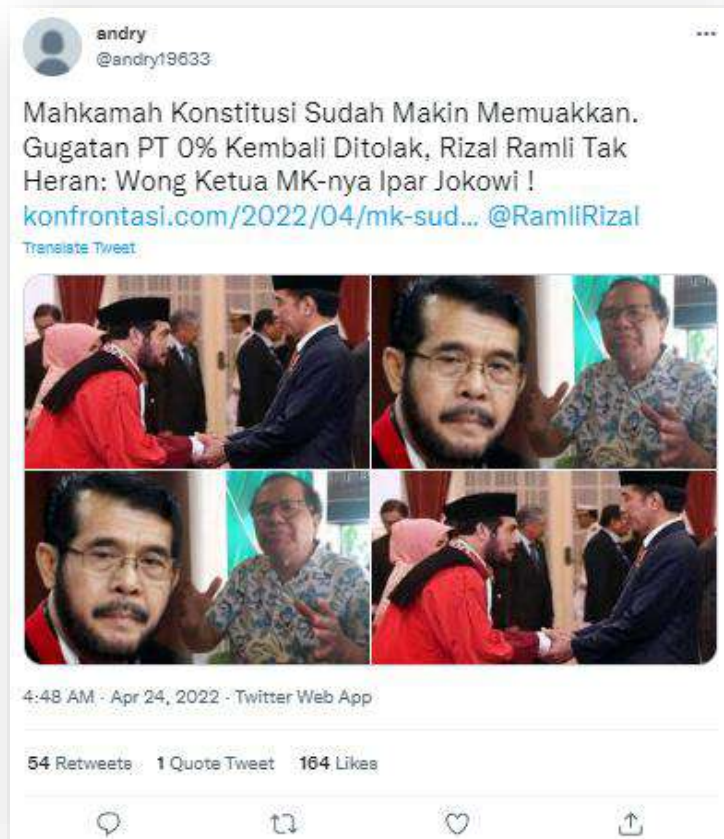 andry
@andry19633
Mahkamah Konstitusi Sudah Makin Memuakkan.
Gugatan PT 0% Kembali Ditolak, Rizal Ramli Tak
Heran: Wong Ketua MK-nya Ipar Jokowi !
konfrontasi.com/2022/04/mk-sud... @RamliRizal
Translate Tweet
4:48 AM · Apr 24, 2022 · Twitter Web App
54 Retweets 1 Quote Tweet 164 Likes